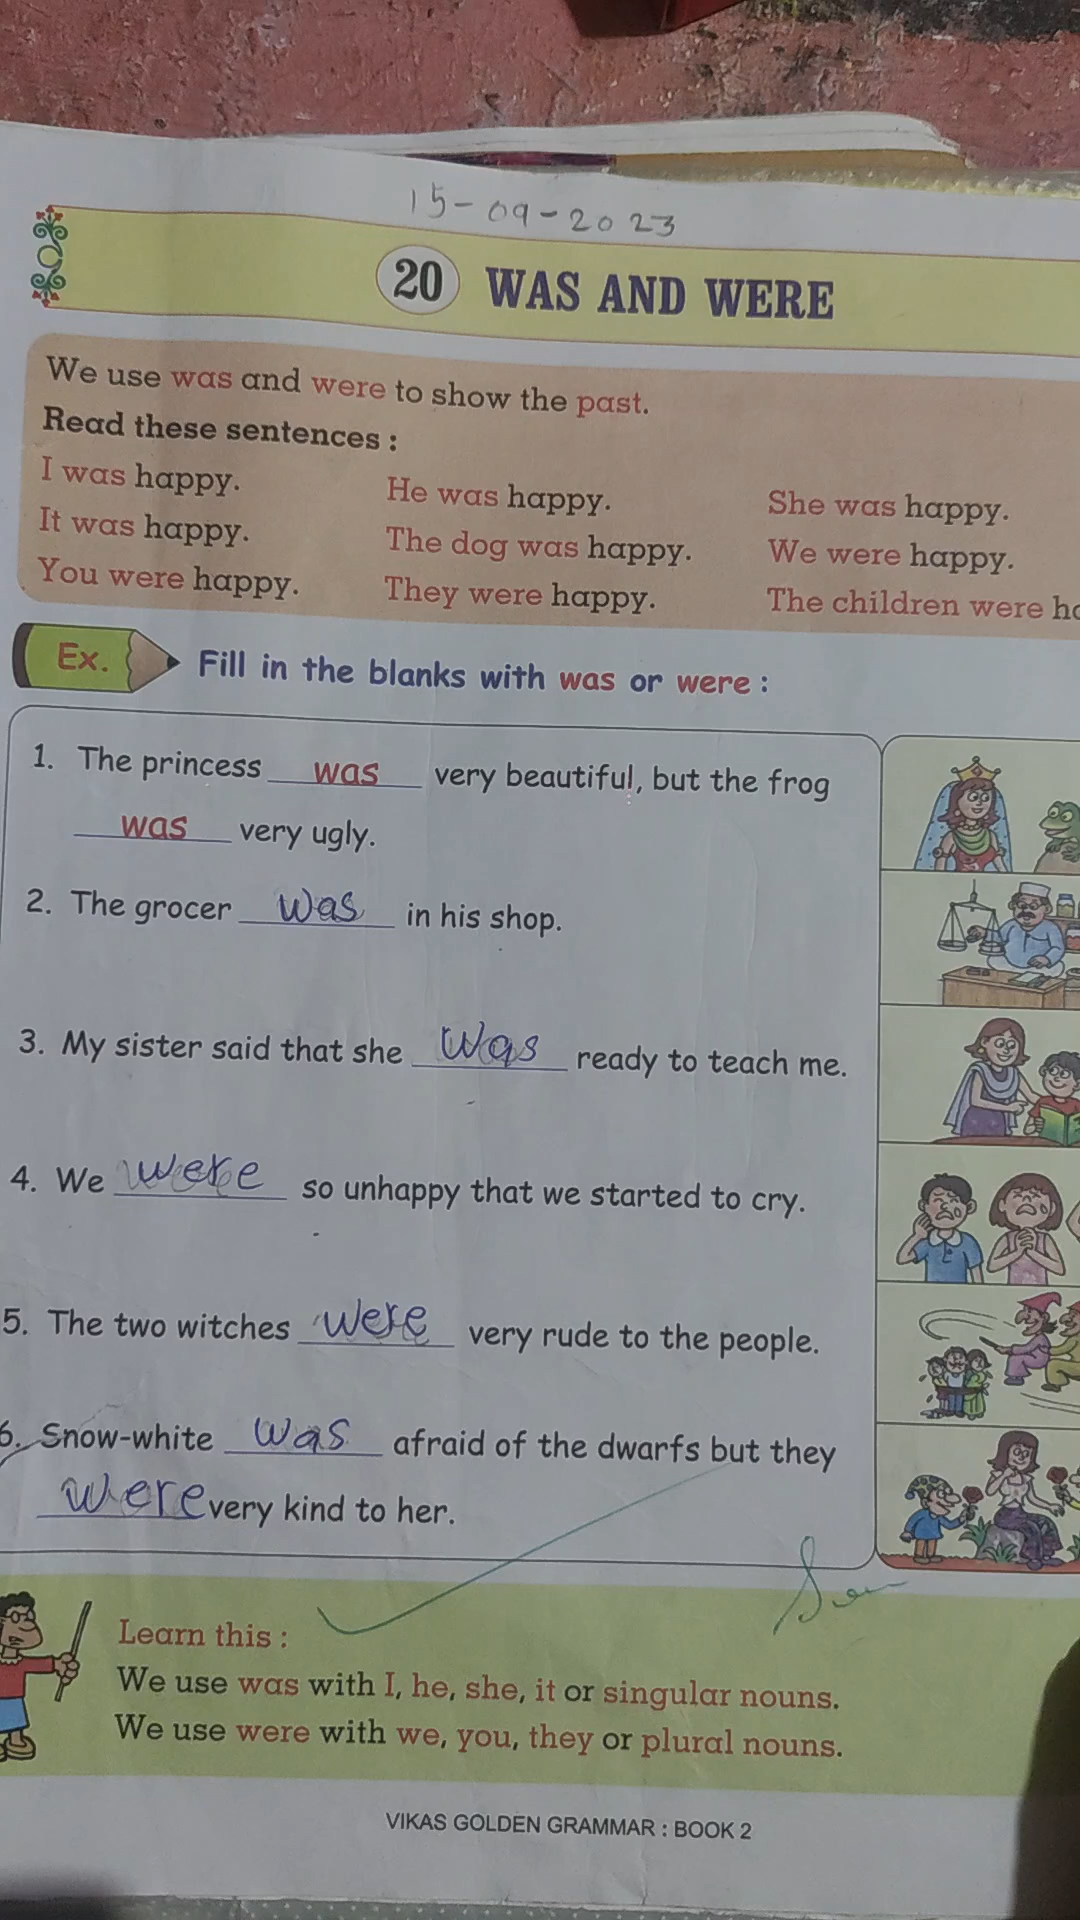 15-09-2023
20 WAS AND WERE
We use was and were to show the past.
Read these sentences :
I was happy. He was happy. She was happy.
It was happy. The dog was happy. We were happy.
You were happy. They were happy. The children were
Ex. Fill in the blanks with was or were :
1. The princess was very beautiful, but the frog
was very ugly.
2. The grocer was in his shop.
3. My sister said that she was ready to teach me.
4. We were so unhappy that we started to cry.
5. The two witches were very rude to the people.
6. Snow-white was afraid of the dwarfs but they
were very kind to her.
Learn this :
We use was with I, he, she, it or singular nouns.
We use were with we, you, they or plural nouns.
VIKAS GOLDEN GRAMMAR : BOOK 2